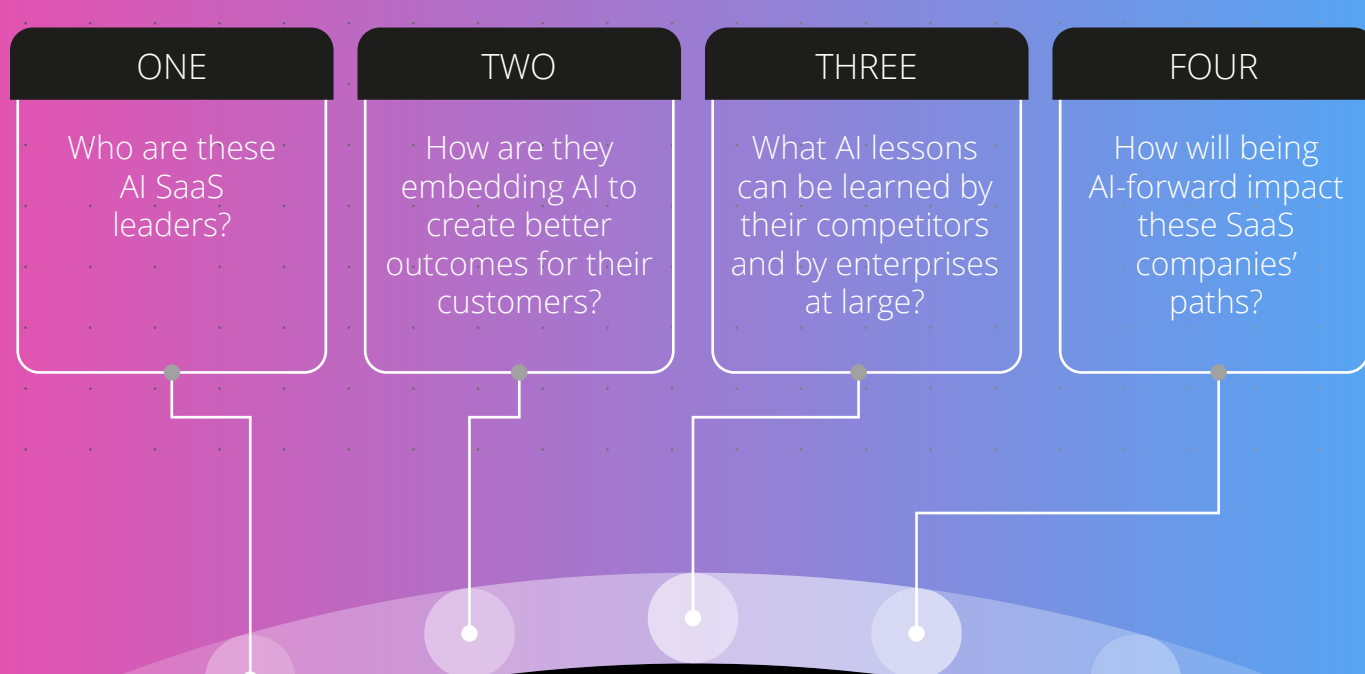 ONE
Who are these
AI SaaS
leaders?
TWO
How are they
embedding AI to
create better
outcomes for their
customers?
THREE
What AI lessons
can be learned by
their competitors
and by enterprises
at large?
FOUR
How will being
AI-forward impact
these SaaS
companies’
paths?